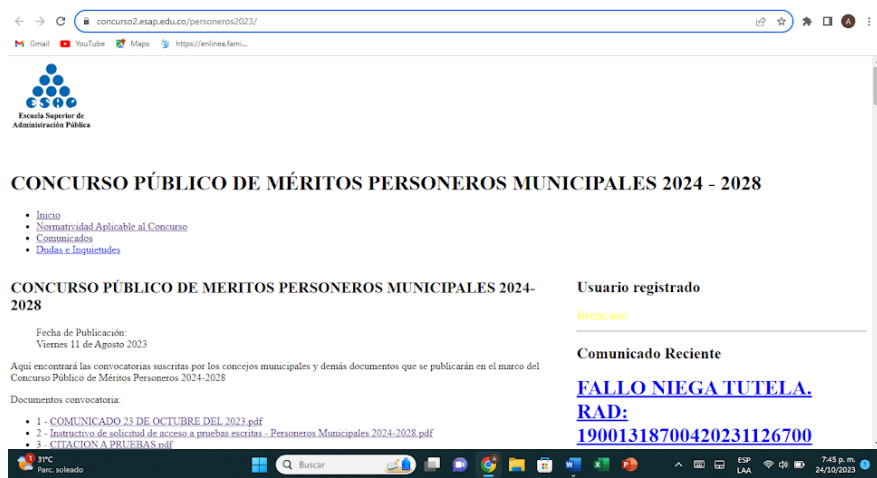 concurso2.esap.edu.co/personeros2023/
A
Gmail YouTube Maps https://enlinea.fami...
ESAP
Escuela Superior de
Administración Pública
CONCURSO PÚBLICO DE MÉRITOS PERSONEROS MUNICIPALES 2024 - 2028
Inicio
Normatividad Aplicable al Concurso
Comunicados
Dudas e Inquietudes
CONCURSO PÚBLICO DE MERITOS PERSONEROS MUNICIPALES 2024-
2028
Fecha de Publicación:
Viernes 11 de Agosto 2023
Aquí encontrará las convocatorias suscritas por los concejos municipales y demás documentos que se publicarán en el marco del
Concurso Público de Méritos Personeros 2024-2028
Documentos convocatoria:
1 - COMUNICADO 23 DE OCTUBRE DEL 2023.pdf
2 - Instructivo de solicitud de acceso a pruebas escritas - Personeros Municipales 2024-2028.pdf
3 - CITACION A PRUEBAS.pdf
Usuario registrado
Comunicado Reciente
FALLO NIEGA TUTELA.
RAD:
19001318700420231126700
31°C
Parc. soleado
Buscar
ESP
LAA
7:45 p. m.
24/10/2023